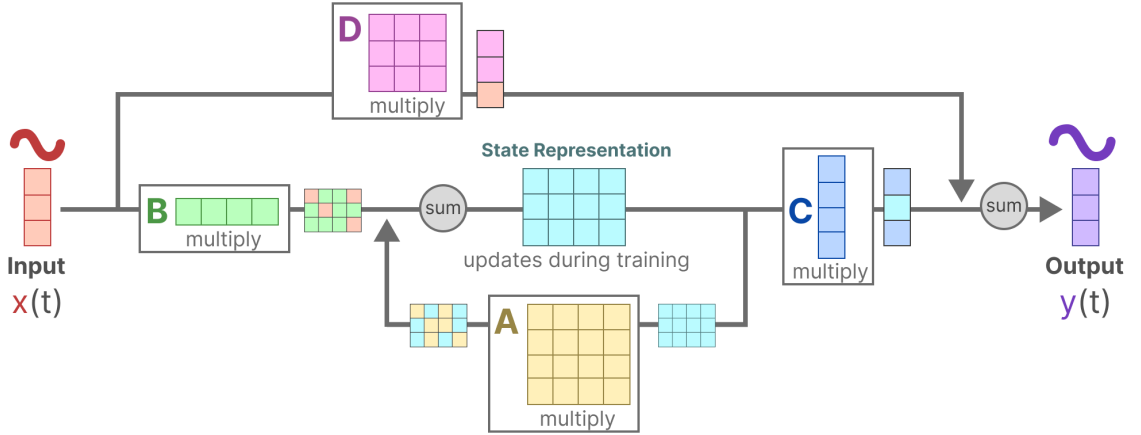 D
multiply
State Representation
B
multiply
sum
updates during training
C
multiply
sum
Input
x(t)
Output
y(t)
A
multiply